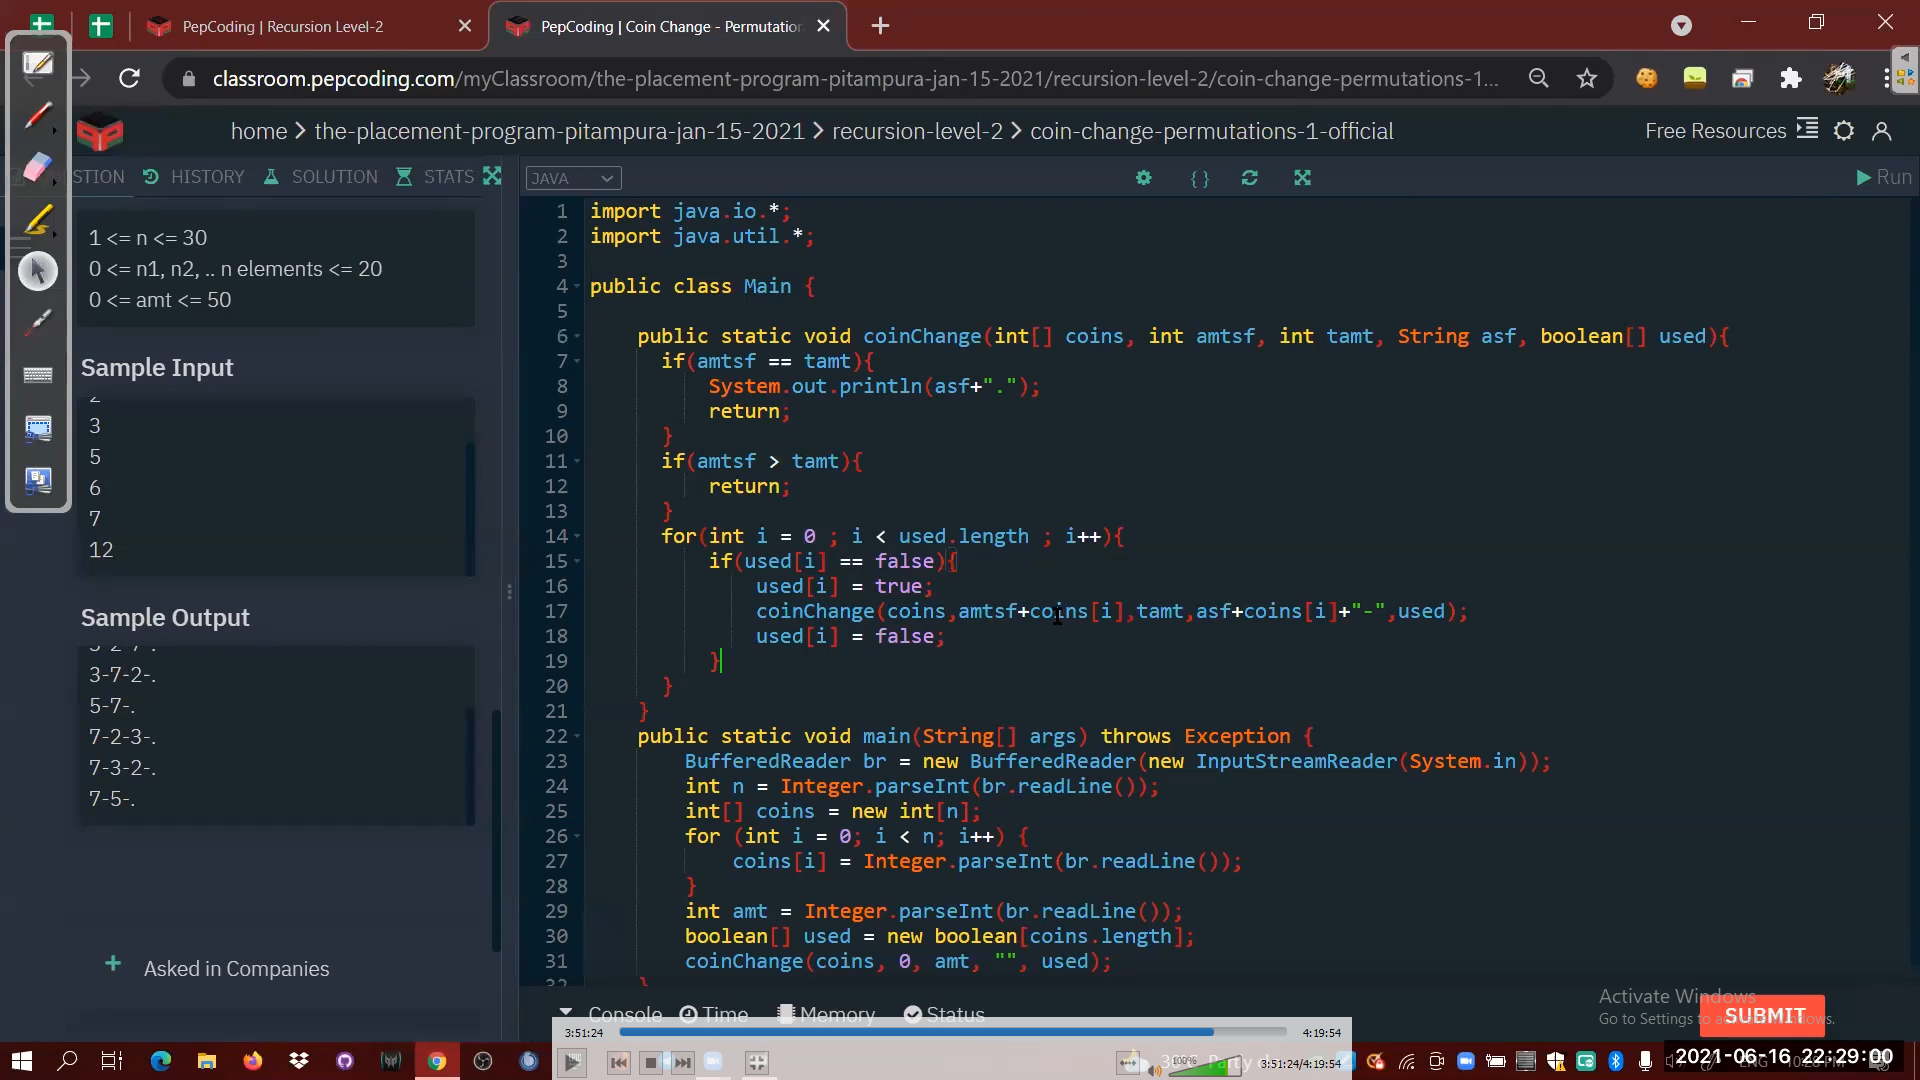 PepCoding | Recursion Level-2
PepCoding | Coin Change - Permutatio
classroom.pepcoding.com/myClassroom/the-placement-program-pitampura-jan-15-2021/recursion-level-2/coin-change-permutations-1...
home > the-placement-program-pitampura-jan-15-2021 > recursion-level-2 > coin-change-permutations-1-official
Free Resources
STION HISTORY SOLUTION STATS
JAVA
Run
1 <= n <= 30
0 <= n1, n2, .. n elements <= 20
0 <= amt <= 50
Sample Input
2
3
5
6
7
12
Sample Output
3-7-2-.
5-7-.
7-2-3-.
7-3-2-.
7-5-.
Asked in Companies
1 import java.io.*;
2 import java.util.*;
3
4 public class Main {
5
6 public static void coinChange(int[] coins, int amtsf, int tamt, String asf, boolean[] used){
7 if(amtsf == tamt){
8 System.out.println(asf+".");
9 return;
10 }
11 if(amtsf > tamt){
12 return;
13 }
14 for(int i = 0 ; i < used.length ; i++){
15 if(used[i] == false){
16 used[i] = true;
17 coinChange(coins,amtsf+coins[i],tamt,asf+coins[i]+"-",used);
18 used[i] = false;
19 }
20 }
21 }
22 public static void main(String[] args) throws Exception {
23 BufferedReader br = new BufferedReader(new InputStreamReader(System.in));
24 int n = Integer.parseInt(br.readLine());
25 int[] coins = new int[n];
26 for (int i = 0; i < n; i++) {
27 coins[i] = Integer.parseInt(br.readLine());
28 }
29 int amt = Integer.parseInt(br.readLine());
30 boolean[] used = new boolean[coins.length];
31 coinChange(coins, 0, amt, "", used);
32 }
Console Time Memory Status
Activate Windows
Go to Settings to activate Windows.
SUBMIT
3:51:24 4:19:54
100%
3:51:24/4:19:54
ENG
2021-06-16 22:29:00